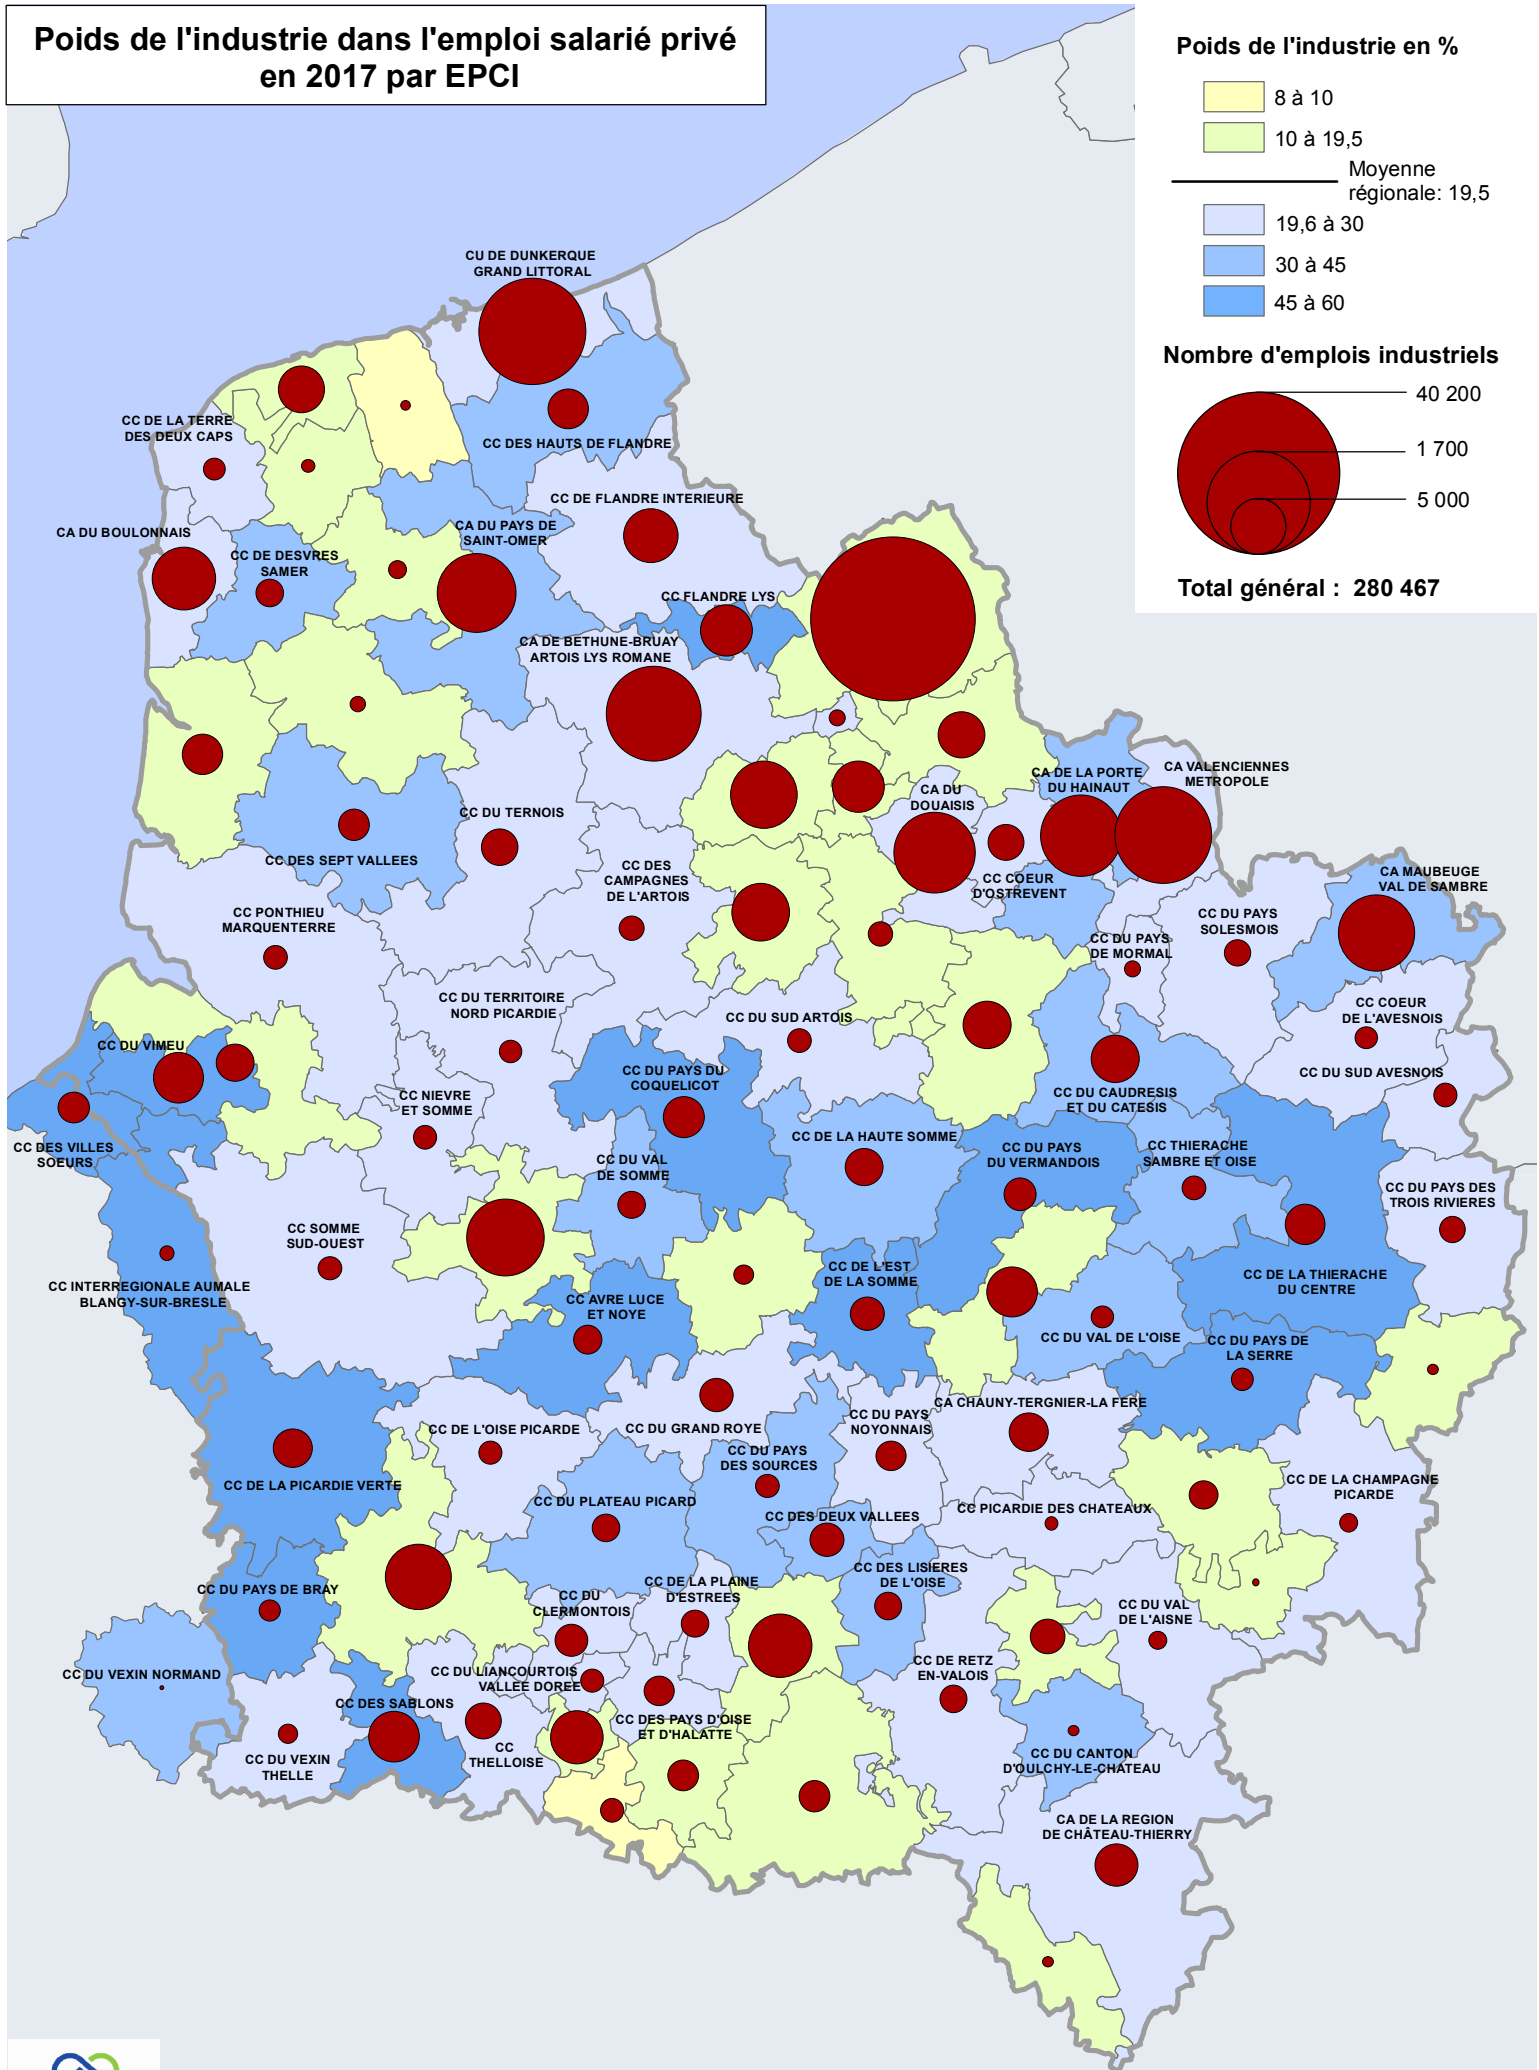 Poids de l'industrie dans l'emploi salarié privé
en 2017 par EPCI
Poids de l'industrie en %
8 à 10
10 à 19,5
Moyenne
régionale: 19,5
19,6 à 30
30 à 45
45 à 60
Nombre d'emplois industriels
40 200
1 700
5 000
Total général : 280 467
CU DE DUNKERQUE
GRAND LITTORAL
CC DE LA TERRE
DES DEUX CAPS
CC DES HAUTS DE FLANDRE
CC DE FLANDRE INTERIEURE
CA DU BOULONNAIS
CA DU PAYS DE
SAINT-OMER
CC DE DESVRES
SAMER
CC FLANDRE LYS
CA DE BETHUNE-BRUAY
ARTOIS LYS ROMANE
CA DE LA PORTE
DU HAINAUT
CA VALENCIENNES
METROPOLE
CA DU
DOUAISIS
CC DU TERNOIS
CC DES SEPT VALLEES
CC DES
CAMPAGNES
DE L'ARTOIS
CC COEUR
D'OSTREVENT
CA MAUBEUGE
VAL DE SAMBRE
CC PONTHIEU
MARQUENTERRE
CC DU PAYS
SOLESMOIS
CC DU PAYS
DE MORMAL
CC DU TERRITOIRE
NORD PICARDIE
CC DU SUD ARTOIS
CC COEUR
DE L'AVESNOIS
CC DU VIMEU
CC DU PAYS DU
COQUELICOT
CC DU SUD AVESNOIS
CC NIEVRE
ET SOMME
CC DU CAUDRESIS
ET DU CATESIS
CC DES VILLES
SOEURS
CC DE LA HAUTE SOMME
CC DU PAYS
DU VERMANDOIS
CC THIERACHE
SAMBRE ET OISE
CC DU VAL
DE SOMME
CC DU PAYS DES
TROIS RIVIERES
CC SOMME
SUD-OUEST
CC INTERREGIONALE AUMALE
BLANGY-SUR-BRESLE
CC DE L'EST
DE LA SOMME
CC DE LA THIERACHE
DU CENTRE
CC AVRE LUCE
ET NOYE
CC DU VAL DE L'OISE
CC DU PAYS DE
LA SERRE
CC DE L'OISE PICARDE
CC DU GRAND ROYE
CC DU PAYS
NOYONNAIS
CA CHAUNY-TERGNIER-LA FERE
CC DU PAYS
DES SOURCES
CC DE LA PICARDIE VERTE
CC DE LA CHAMPAGNE
PICARDE
CC DU PLATEAU PICARD
CC DES DEUX VALLEES
CC PICARDIE DES CHATEAUX
CC DES LISIERES
DE L'OISE
CC DU PAYS DE BRAY
CC DU
CLERMONTOIS
CC DE LA PLAINE
D'ESTREES
CC DU VAL
DE L'AISNE
CC DU VEXIN NORMAND
CC DU LIANCOURTOIS
VALLEE DOREE
CC DE RETZ
EN-VALOIS
CC DES SABLONS
CC DES PAYS D'OISE
ET D'HALATTE
CC
THELLOISE
CC DU VEXIN
THELLE
CC DU CANTON
D'OULCHY-LE-CHATEAU
CA DE LA REGION
DE CHÂTEAU-THIERRY